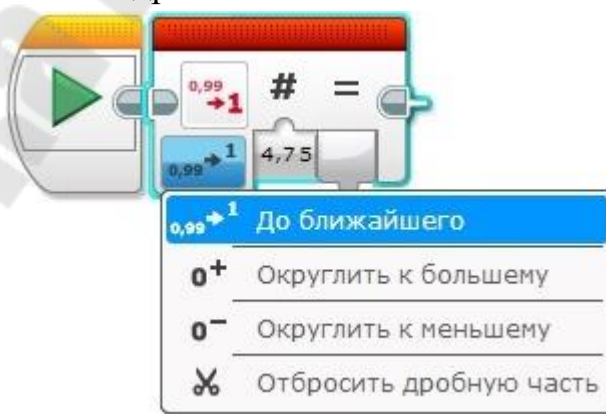 0,99 1 # =
0,99 1 4,75
0,99 1 До ближайшего
0+ Округлить к большему
0− Округлить к меньшему
Отбросить дробную часть